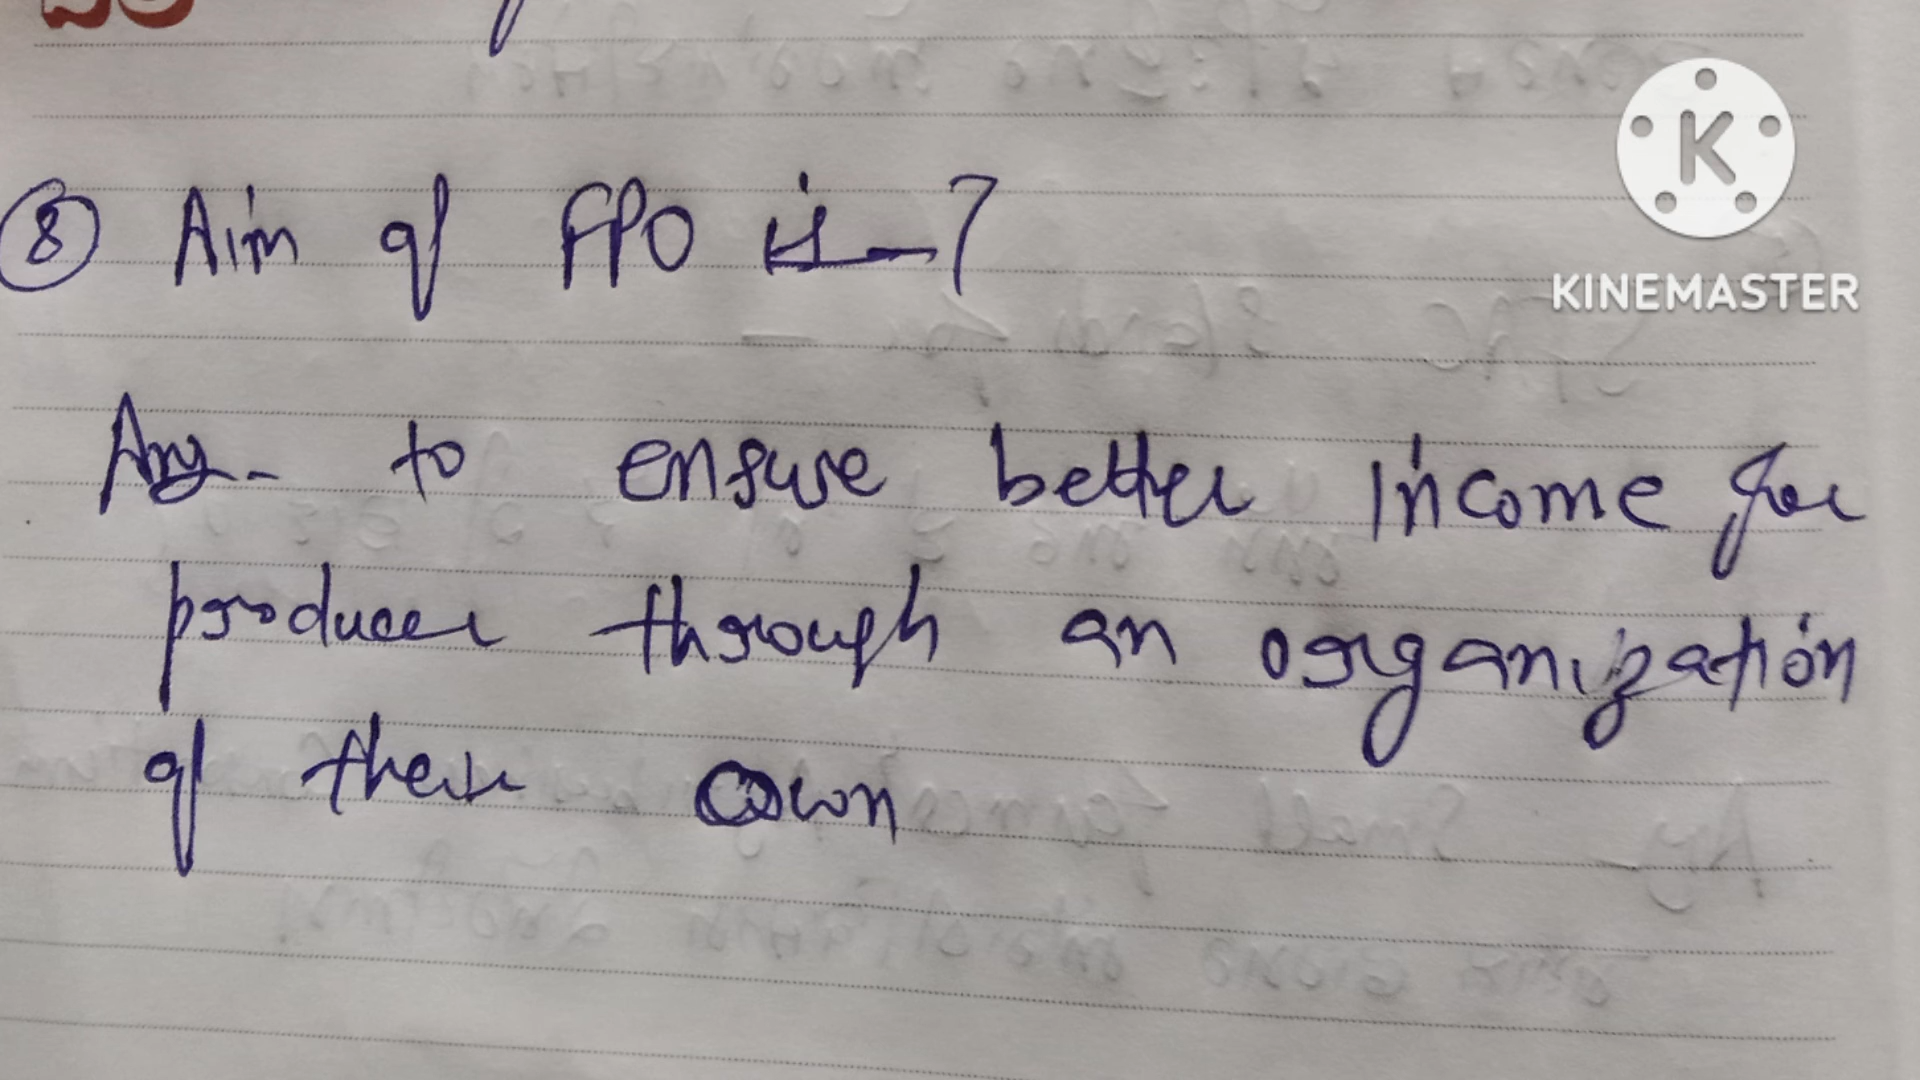 8 Aim of FPO is _ ?
K
KINEMASTER
Ans- to ensure better income for
producer through an organization
of their own